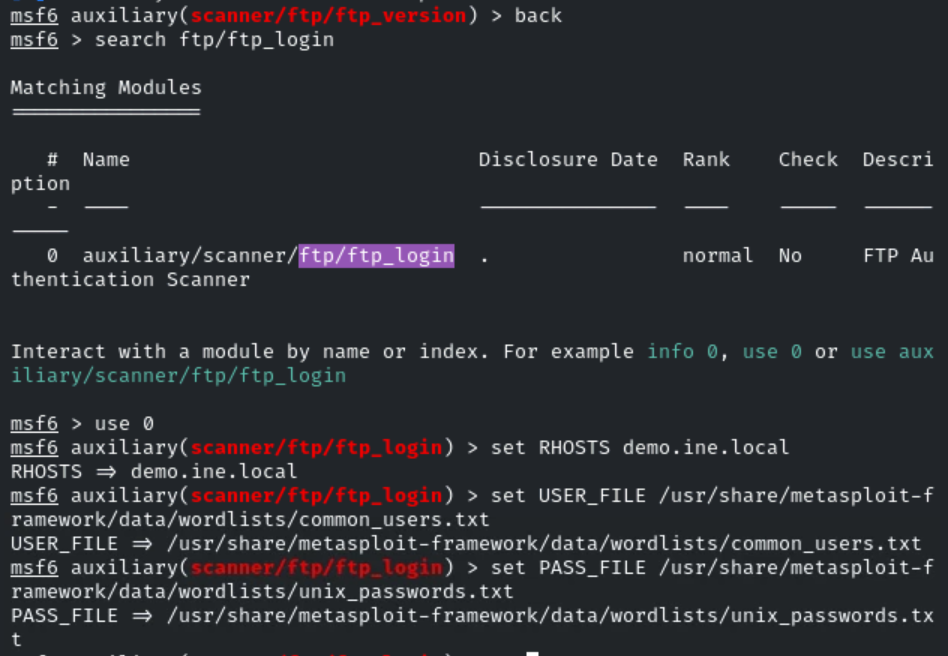 msf6 auxiliary(scanner/ftp/ftp_version) > back
msf6 > search ftp/ftp_login
Matching Modules
================
# Name Disclosure Date Rank Check Descri
ption
- ---- --------------- ---- ----- ------
-----
0 auxiliary/scanner/ftp/ftp_login . normal No FTP Au
thentication Scanner
Interact with a module by name or index. For example info 0, use 0 or use aux
iliary/scanner/ftp/ftp_login
msf6 > use 0
msf6 auxiliary(scanner/ftp/ftp_login) > set RHOSTS demo.ine.local
RHOSTS => demo.ine.local
msf6 auxiliary(scanner/ftp/ftp_login) > set USER_FILE /usr/share/metasploit-f
ramework/data/wordlists/common_users.txt
USER_FILE => /usr/share/metasploit-framework/data/wordlists/common_users.txt
msf6 auxiliary(scanner/ftp/ftp_login) > set PASS_FILE /usr/share/metasploit-f
ramework/data/wordlists/unix_passwords.txt
PASS_FILE => /usr/share/metasploit-framework/data/wordlists/unix_passwords.tx
t